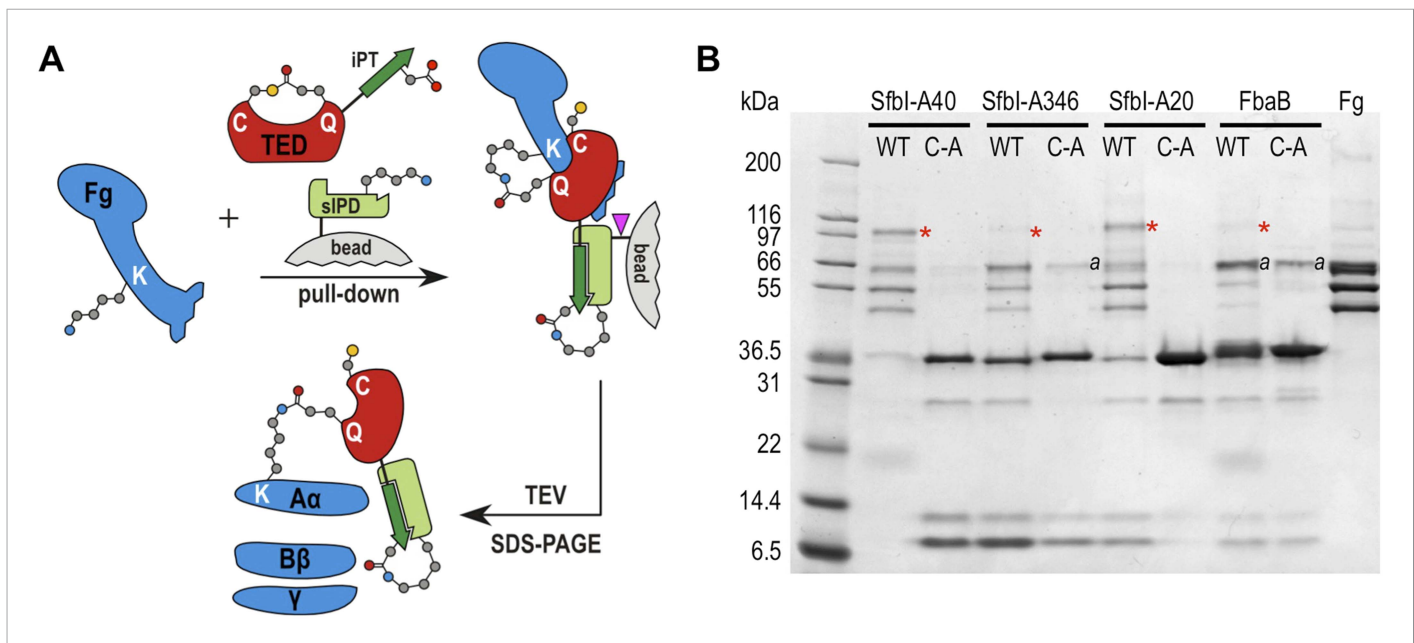 A
iPT
C
Q
TED
Fg
K
+
slPD
bead
pull-down
K
C
Q
bead
C
Q
K
Aα
Bβ
γ
TEV
SDS-PAGE
B
kDa
SfbI-A40 SfbI-A346 SfbI-A20 FbaB Fg
WT C-A WT C-A WT C-A WT C-A
200
116
97
66
55
36.5
31
22
14.4
6.5
* * * *
a a a